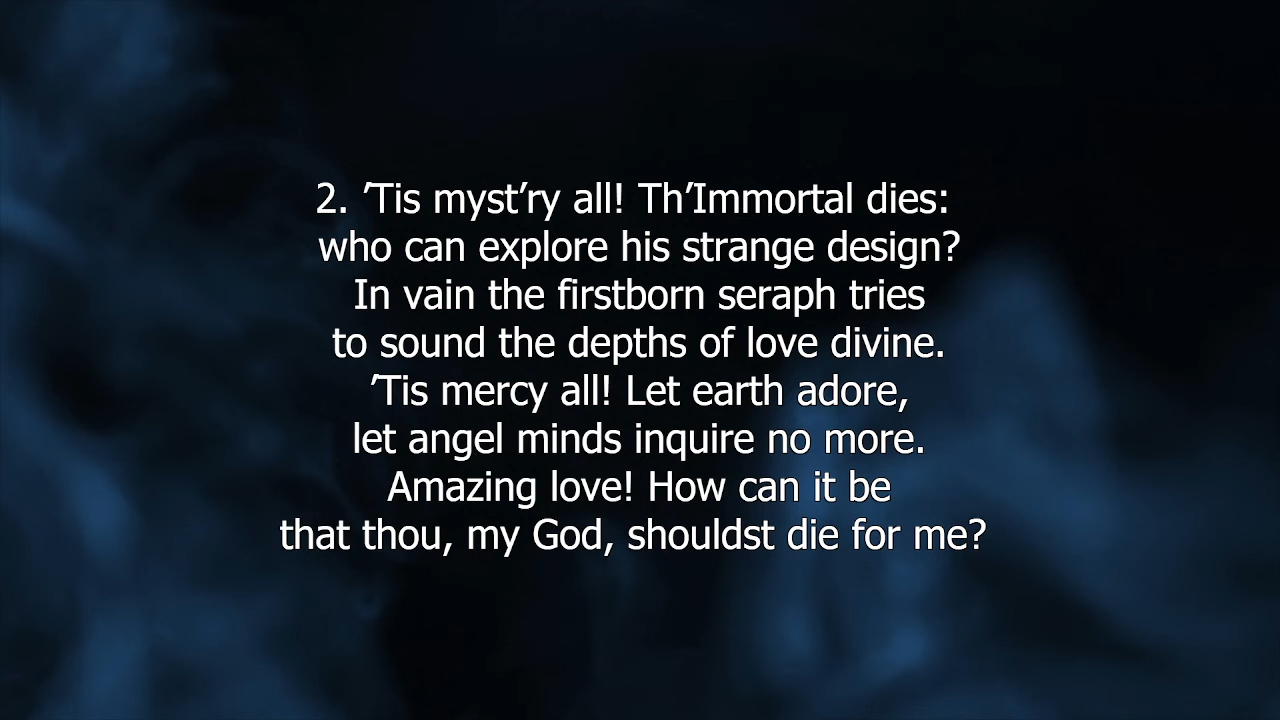 2. ’Tis myst’ry all! Th’Immortal dies:
who can explore his strange design?
In vain the firstborn seraph tries
to sound the depths of love divine.
’Tis mercy all! Let earth adore,
let angel minds inquire no more.
Amazing love! How can it be
that thou, my God, shouldst die for me?